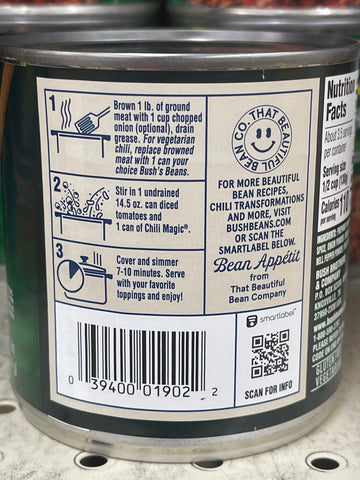 1
Brown 1 lb. of ground
meat with 1 cup chopped
onion (optional), drain
grease. For vegetarian
chili, replace browned
meat with 1 can your
choice Bush's Beans.
2
Stir in 1 undrained
14.5 oz. can diced
tomatoes and
1 can of Chili Magic®.
3
Cover and simmer
7-10 minutes. Serve
with your favorite
toppings and enjoy!
THAT BEAUTIFUL BEAN CO.
FOR MORE BEAUTIFUL
BEAN RECIPES,
CHILI TRANSFORMATIONS
AND MORE, VISIT
BUSHBEANS.COM
OR SCAN THE
SMARTLABEL BELOW.
Bean Appétit
from
That Beautiful
Bean Company
smartlabel
SCAN FOR INFO
0 39400 01902 2
Nutrition
Facts
About 3.5 servings
per container
Serving size
1/2 cup
Calories
per serving
110